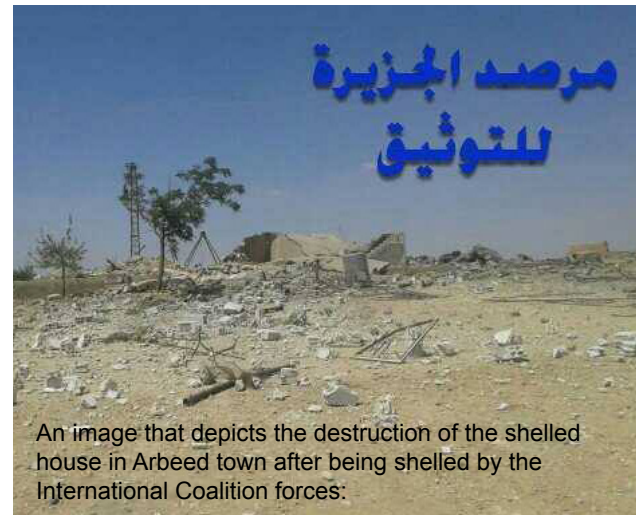 مرصد الجزيرة
للتوثيق
An image that depicts the destruction of the shelled
house in Arbeed town after being shelled by the
International Coalition forces: